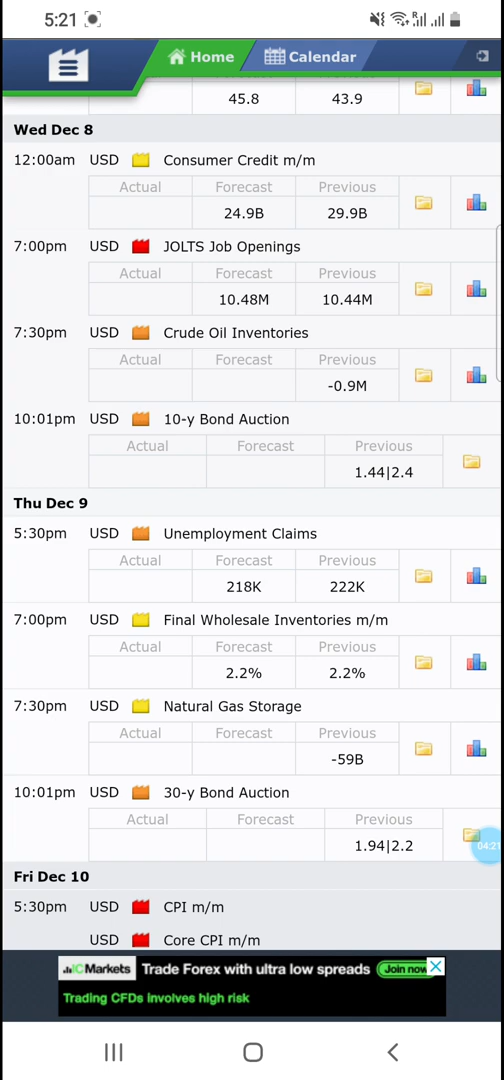 5:21
Home Calendar
45.8 43.9
Wed Dec 8
12:00am USD Consumer Credit m/m
Actual Forecast Previous
24.9B 29.9B
7:00pm USD JOLTS Job Openings
Actual Forecast Previous
10.48M 10.44M
7:30pm USD Crude Oil Inventories
Actual Forecast Previous
-0.9M
10:01pm USD 10-y Bond Auction
Actual Forecast Previous
1.44|2.4
Thu Dec 9
5:30pm USD Unemployment Claims
Actual Forecast Previous
218K 222K
7:00pm USD Final Wholesale Inventories m/m
Actual Forecast Previous
2.2% 2.2%
7:30pm USD Natural Gas Storage
Actual Forecast Previous
-59B
10:01pm USD 30-y Bond Auction
Actual Forecast Previous
1.94|2.2
04:21
Fri Dec 10
5:30pm USD CPI m/m
USD Core CPI m/m
IC Markets Trade Forex with ultra low spreads Join now
Trading CFDs involves high risk